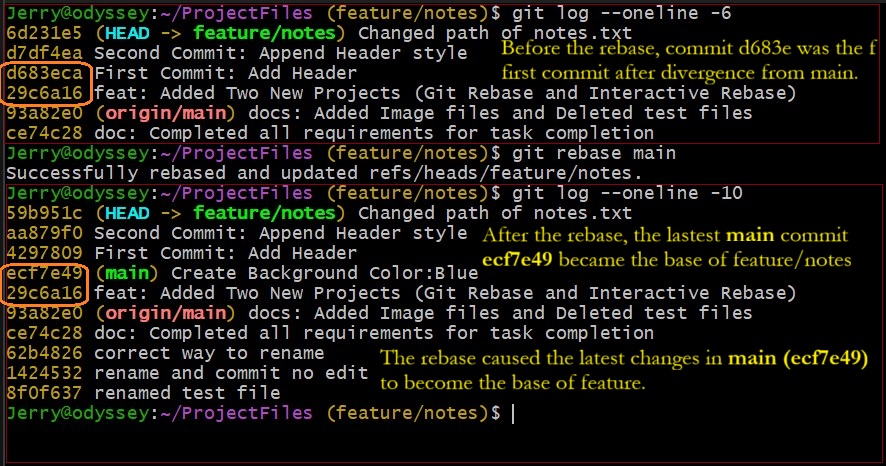 Jerry@odyssey:~/ProjectFiles (feature/notes)$ git log --oneline -6
6d231e5 (HEAD -> feature/notes) Changed path of notes.txt
d7df4ea Second Commit: Append Header style
Before the rebase, commit d683e was the f
d683eca First Commit: Add Header
first commit after divergence from main.
29c6a16 feat: Added Two New Projects (Git Rebase and Interactive Rebase)
93a82e0 (origin/main) docs: Added Image files and Deleted test files
ce74c28 doc: Completed all requirements for task completion
Jerry@odyssey:~/ProjectFiles (feature/notes)$ git rebase main
Successfully rebased and updated refs/heads/feature/notes.
Jerry@odyssey:~/ProjectFiles (feature/notes)$ git log --oneline -10
59b951c (HEAD -> feature/notes) Changed path of notes.txt
aa879f0 Second Commit: Append Header style
After the rebase, the lastest main commit
4297809 First Commit: Add Header
ecf7e49 became the base of feature/notes
ecf7e49 (main) Create Background Color:Blue
29c6a16 feat: Added Two New Projects (Git Rebase and Interactive Rebase)
93a82e0 (origin/main) docs: Added Image files and Deleted test files
ce74c28 doc: Completed all requirements for task completion
62b4826 correct way to rename
The rebase caused the latest changes in main (ecf7e49)
1424532 rename and commit no edit
to become the base of feature.
8f0f637 renamed test file
Jerry@odyssey:~/ProjectFiles (feature/notes)$